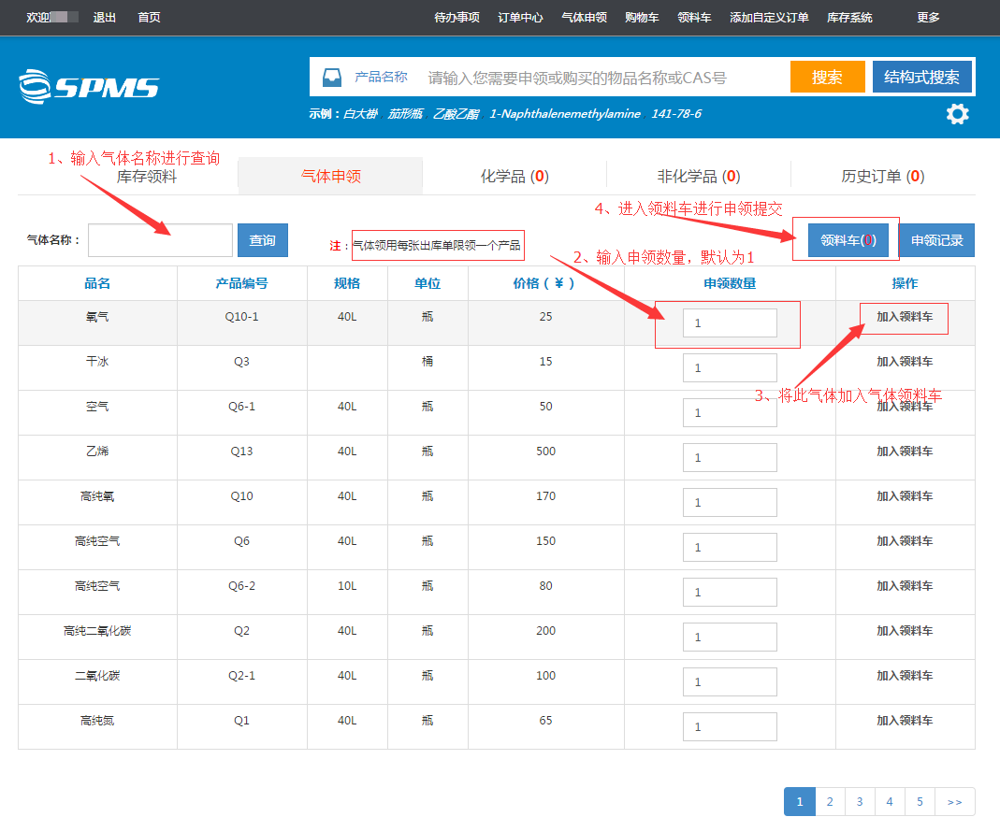 欢迎 退出 首页 待办事项 订单中心 气体申领 购物车 领料车 添加自定义订单 库存系统 更多
SPMS 产品名称 请输入您需要申领或购买的物品名称或CAS号 搜索 结构式搜索
示例：白大褂 , 茄形瓶 , 乙酸乙酯 , 1-Naphthalenemethylamine , 141-78-6
1、输入气体名称进行查询
库存领料 气体申领 化学品 (0) 非化学品 (0) 历史订单 (0)
4、进入领料车进行申领提交
气体名称： 查询 注：气体领用每张出库单限领一个产品 领料车(0) 申领记录
2、输入申领数量，默认为1
品名 产品编号 规格 单位 价格（￥） 申领数量 操作
氧气 Q10-1 40L 瓶 25 1 加入领料车
干冰 Q3 桶 15 1 加入领料车
3、将此气体加入气体领料车
空气 Q6-1 40L 瓶 50 1 加入领料车
乙烯 Q13 40L 瓶 500 1 加入领料车
高纯氧 Q10 40L 瓶 170 1 加入领料车
高纯空气 Q6 40L 瓶 150 1 加入领料车
高纯空气 Q6-2 10L 瓶 80 1 加入领料车
高纯二氧化碳 Q2 40L 瓶 200 1 加入领料车
二氧化碳 Q2-1 40L 瓶 100 1 加入领料车
高纯氮 Q1 40L 瓶 65 1 加入领料车
1 2 3 4 5 >>